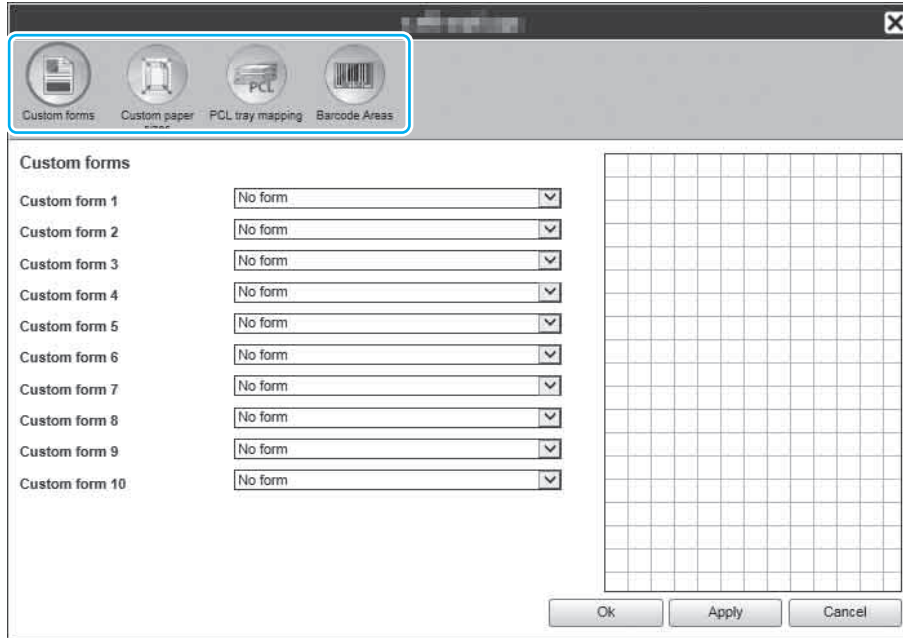 Custom forms
Custom paper
PCL tray mapping
Barcode Areas
PCL
Custom forms
Custom form 1 No form
Custom form 2 No form
Custom form 3 No form
Custom form 4 No form
Custom form 5 No form
Custom form 6 No form
Custom form 7 No form
Custom form 8 No form
Custom form 9 No form
Custom form 10 No form
Ok Apply Cancel